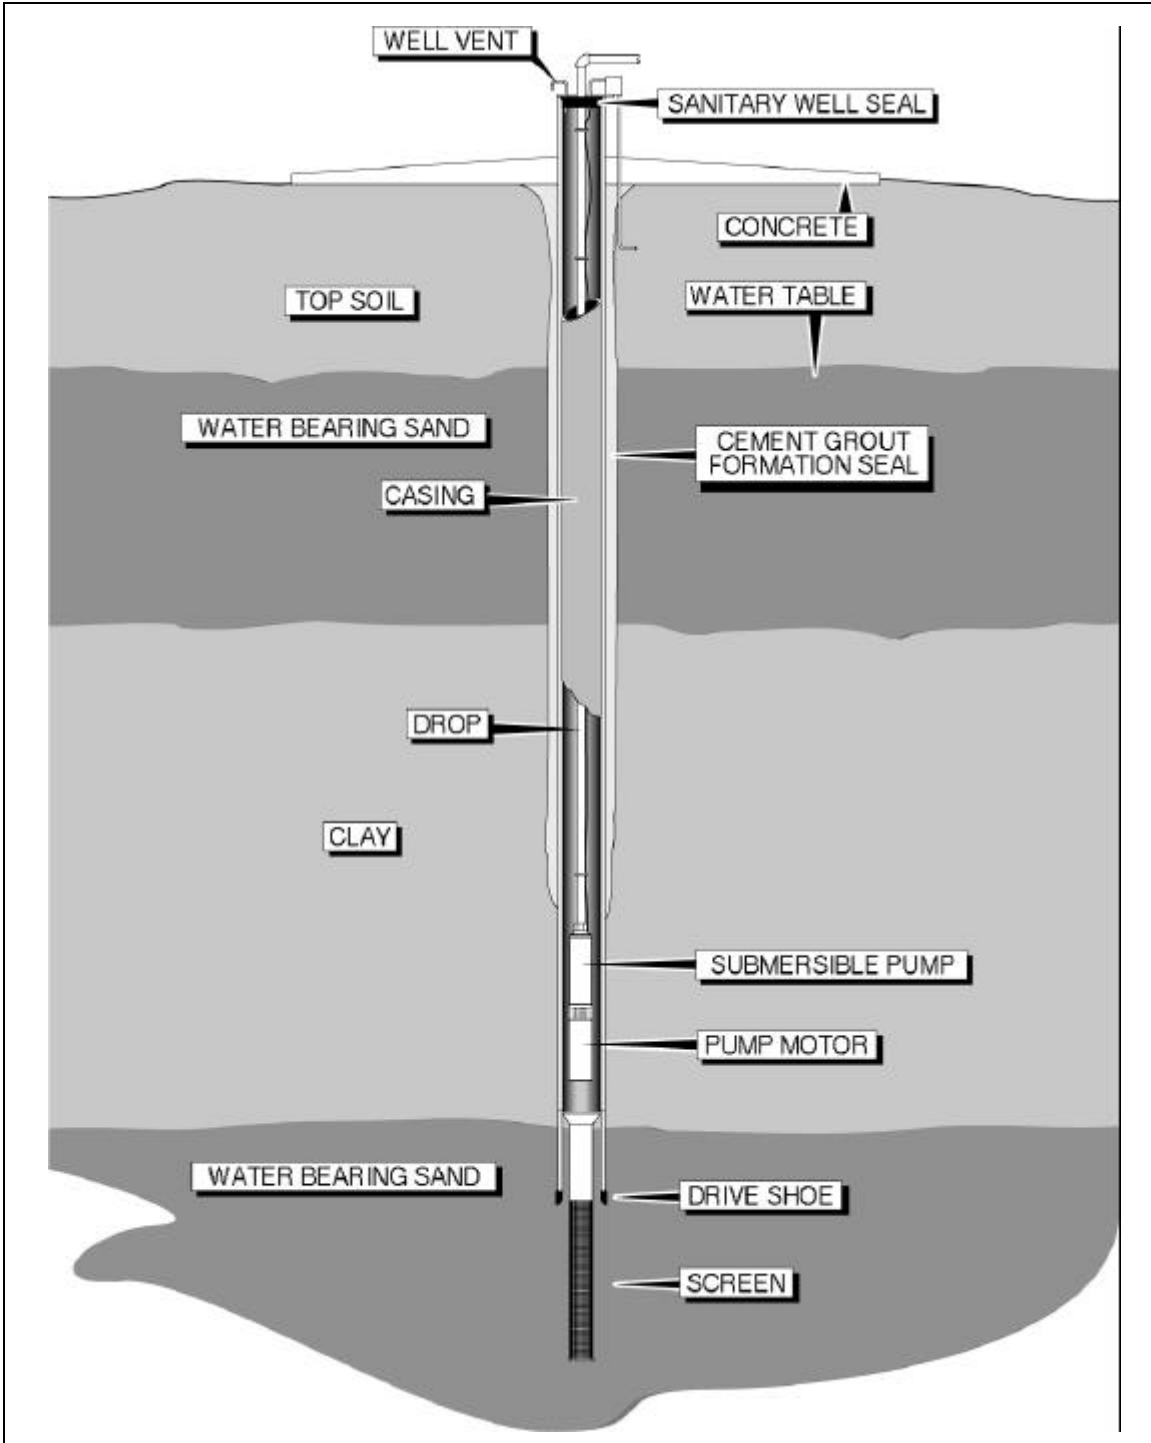 WELL VENT
SANITARY WELL SEAL
CONCRETE
WATER TABLE
TOP SOIL
WATER BEARING SAND
CEMENT GROUT
FORMATION SEAL
CASING
DROP
CLAY
SUBMERSIBLE PUMP
PUMP MOTOR
WATER BEARING SAND
DRIVE SHOE
SCREEN